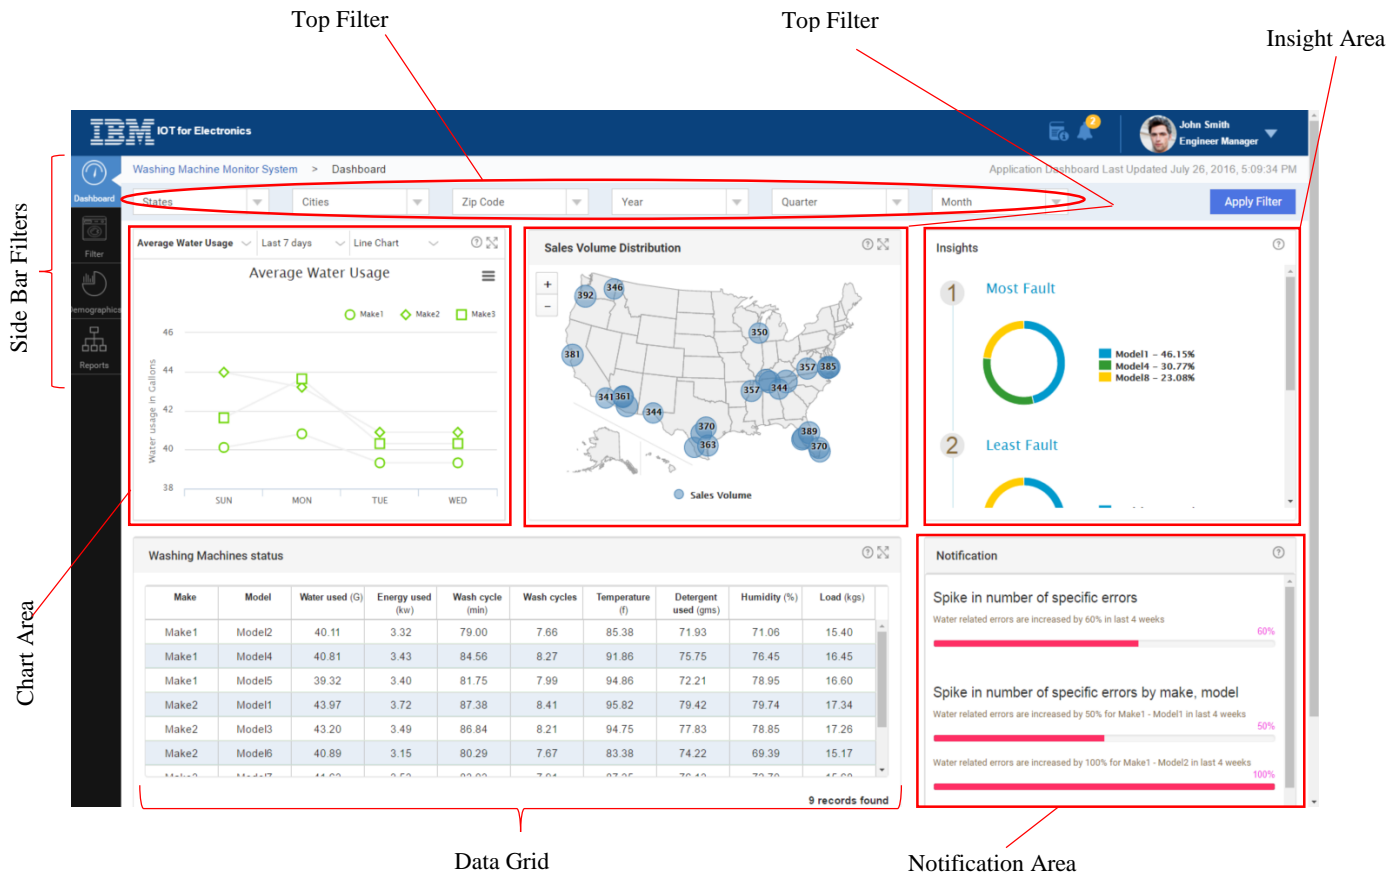 Top Filter
Top Filter
Insight Area
IBM IOT for Electronics
2
John Smith
Engineer Manager
Side Bar Filters
Dashboard
Filter
Demographics
Reports
Washing Machine Monitor System > Dashboard
Application Dashboard Last Updated July 26, 2016, 5:09:34 PM
States Cities Zip Code Year Quarter Month Apply Filter
Average Water Usage Last 7 days Line Chart
Average Water Usage
Make1 Make2 Make3
Water usage in Gallons
46
44
42
40
38
SUN MON TUE WED
Sales Volume Distribution
+
-
392 346
350
381
357 385
341 361
357 344
344
370
363
389
370
Sales Volume
Insights
1 Most Fault
Model1 - 46.15%
Model4 - 30.77%
Model8 - 23.08%
2 Least Fault
Chart Area
Washing Machines status
Make Model Water used (G) Energy used (kw) Wash cycle (min) Wash cycles Temperature (f) Detergent used (gms) Humidity (%) Load (kgs)
Make1 Model2 40.11 3.32 79.00 7.66 85.38 71.93 71.06 15.40
Make1 Model4 40.81 3.43 84.56 8.27 91.86 75.75 76.45 16.45
Make1 Model5 39.32 3.40 81.75 7.99 94.86 72.21 78.95 16.60
Make2 Model1 43.97 3.72 87.38 8.41 95.82 79.42 79.74 17.34
Make2 Model3 43.20 3.49 86.84 8.21 94.75 77.83 78.85 17.26
Make2 Model6 40.89 3.15 80.29 7.67 83.38 74.22 69.39 15.17
9 records found
Notification
Spike in number of specific errors
Water related errors are increased by 60% in last 4 weeks
60%
Spike in number of specific errors by make, model
Water related errors are increased by 50% for Make1 - Model1 in last 4 weeks
50%
Water related errors are increased by 100% for Make1 - Model2 in last 4 weeks
100%
Data Grid
Notification Area